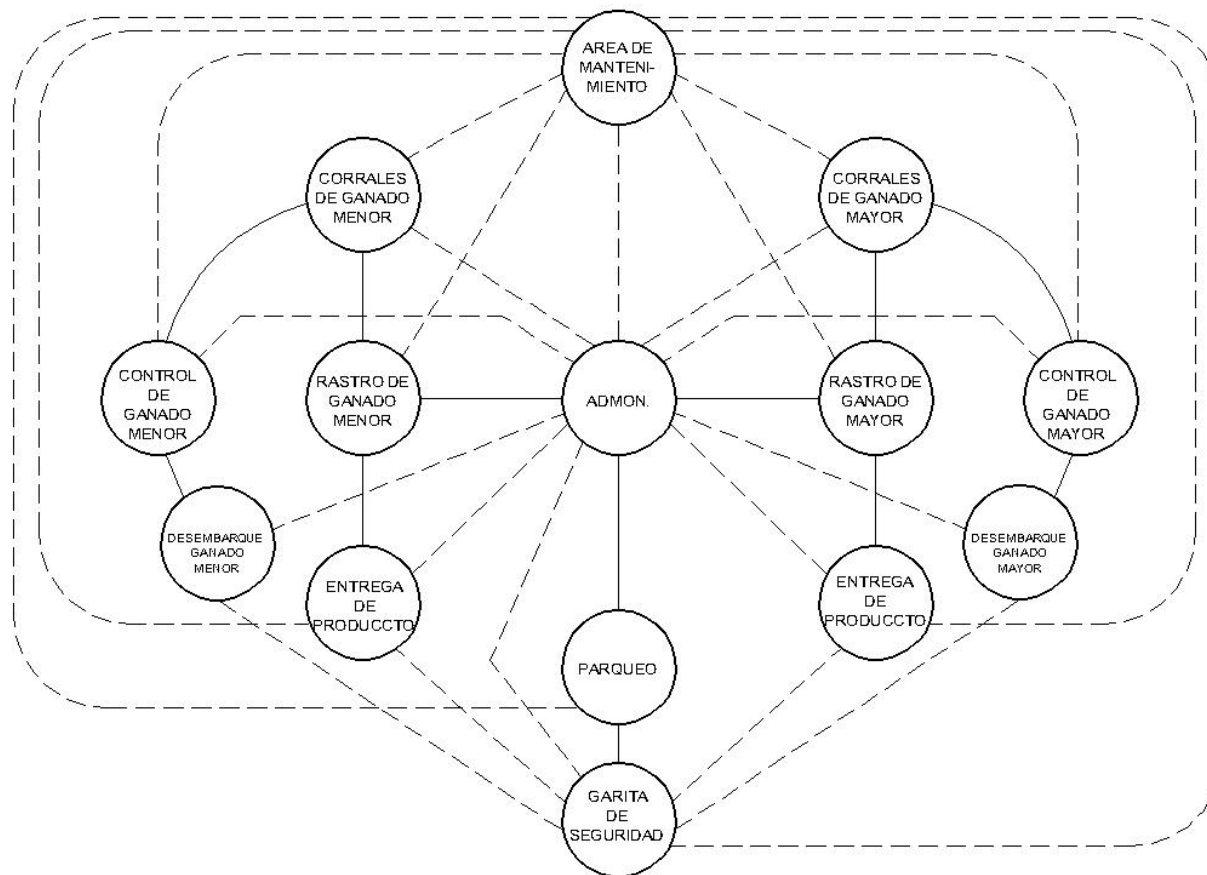 AREA DE
MANTENI-
MIENTO
CORRALES
DE GANADO
MENOR
CORRALES
DE GANADO
MAYOR
CONTROL
DE
GANADO
MENOR
RASTRO DE
GANADO
MENOR
ADMON.
RASTRO DE
GANADO
MAYOR
CONTROL
DE
GANADO
MAYOR
DESEMBARQUE
GANADO
MENOR
DESEMBARQUE
GANADO
MAYOR
ENTREGA
DE
PRODUCCTO
ENTREGA
DE
PRODUCCTO
PARQUEO
GARITA
DE
SEGURIDAD